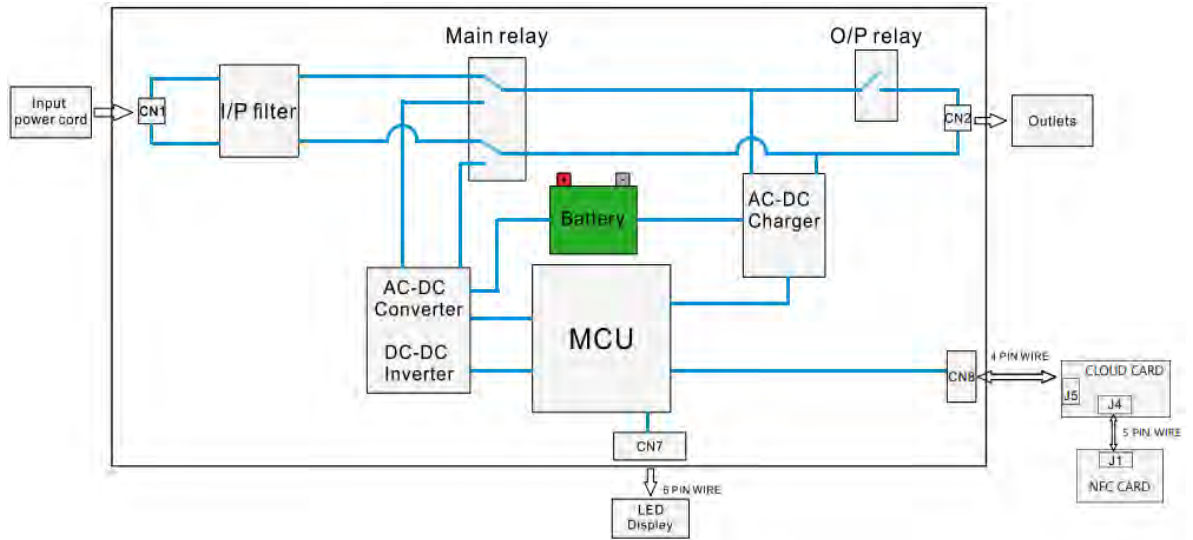 Main relay
O/P relay
Input
power cord
CN1
I/P filter
CN2
Outlets
+
-
Battery
AC-DC
Charger
AC-DC
Converter
DC-DC
Inverter
MCU
CN8
4 PIN WIRE
CLOUD CARD
J5
J4
5 PIN WIRE
J1
NFC CARD
CN7
6 PIN WIRE
LED
Display